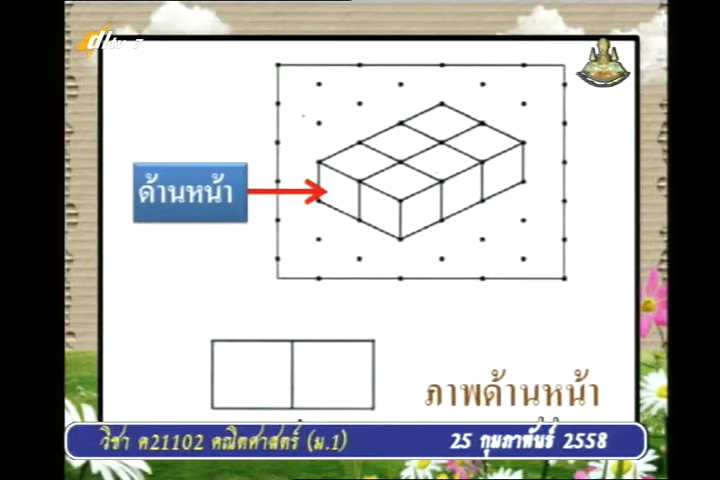 dltv 7
ด้านหน้า
ภาพด้านหน้า
วิชา ค21102 คณิตศาสตร์ (ม.1)
25 กุมภาพันธ์ 2558